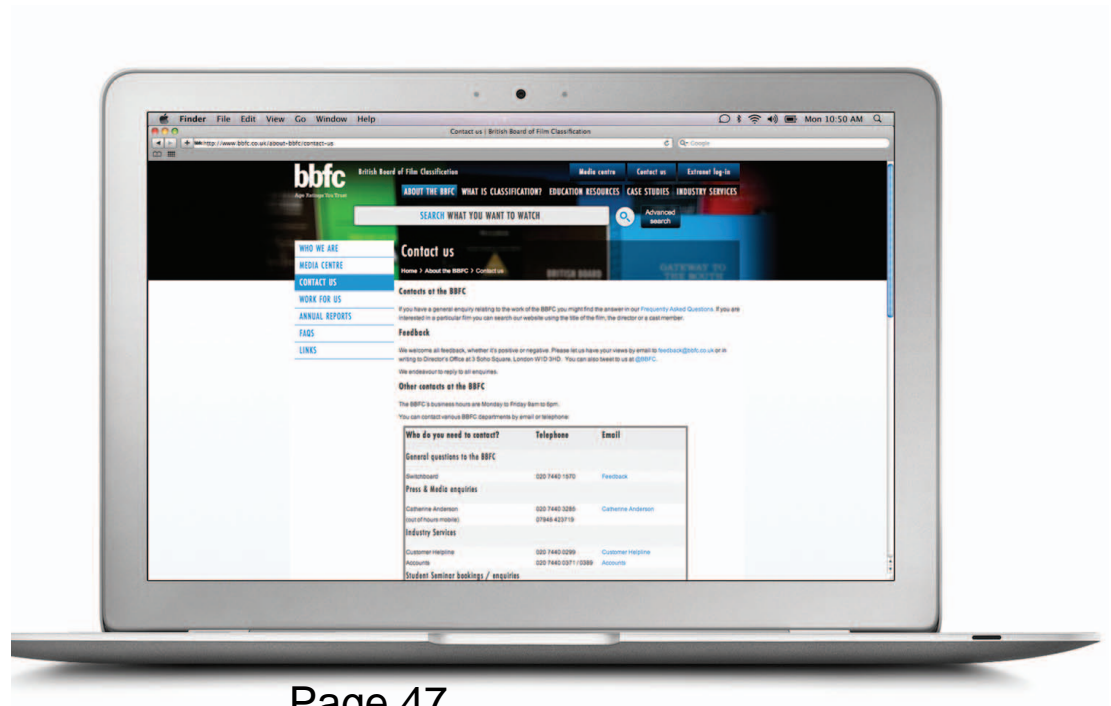 Finder File Edit View Go Window Help Mon 10:50 AM
Contact us | British Board of Film Classification
http://www.bbfc.co.uk/about-bbfc/contact-us Google
bbfc British Board of Film Classification Media centre Contact us Extranet log-in
Age Ratings You Trust
ABOUT THE BBFC WHAT IS CLASSIFICATION? EDUCATION RESOURCES CASE STUDIES INDUSTRY SERVICES
SEARCH WHAT YOU WANT TO WATCH Advanced search
WHO WE ARE
MEDIA CENTRE
CONTACT US
WORK FOR US
ANNUAL REPORTS
FAQS
LINKS
Contact us
Home > About the BBFC > Contact us
BRITISH BOARD
GATEWAY TO
THE SOUTH
Contacts at the BBFC
If you have a general enquiry relating to the work of the BBFC you might find the answer in our Frequently Asked Questions. If you are
interested in a particular film you can search our website using the title of the film, the director or a cast member.
Feedback
We welcome all feedback, whether it's positive or negative. Please let us have your views by email to feedback@bbfc.co.uk or in
writing to Director's Office at 3 Soho Square, London W1D 3HD. You can also tweet to us at @BBFC.
We endeavour to reply to all enquiries.
Other contacts at the BBFC
The BBFC's business hours are Monday to Friday 9am to 6pm.
You can contact various BBFC departments by email or telephone:
Who do you need to contact? Telephone Email
General questions to the BBFC
Switchboard 020 7440 1570 Feedback
Press & Media enquiries
Catherine Anderson 020 7440 3285 Catherine Anderson
(out of hours mobile) 07946 423719
Industry Services
Customer Helpline 020 7440 0299 Customer Helpline
Accounts 020 7440 0371 / 0389 Accounts
Student Seminar bookings / enquiries
Page 47